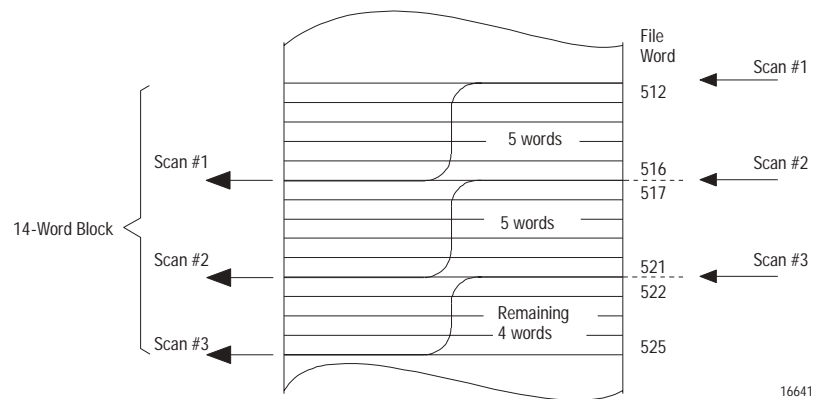 File
Word
Scan #1
512
5 words
Scan #1
516
Scan #2
517
14-Word Block
5 words
Scan #2
521
Scan #3
522
Remaining
4 words
Scan #3
525
16641